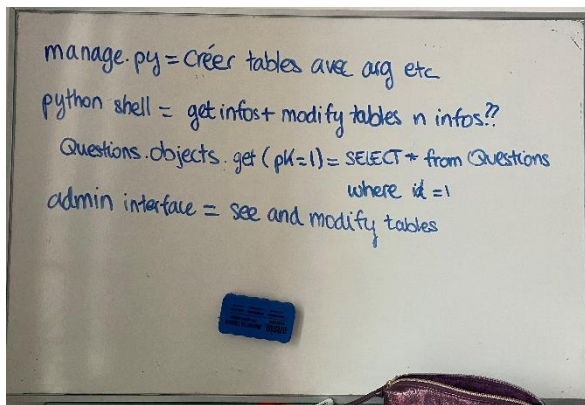 manage.py = créer tables avec arg etc
python shell = get infos + modify tables n infos??
Questions.objects.get (pk=1) = SELECT * from Questions
where id = 1
admin interface = see and modify tables